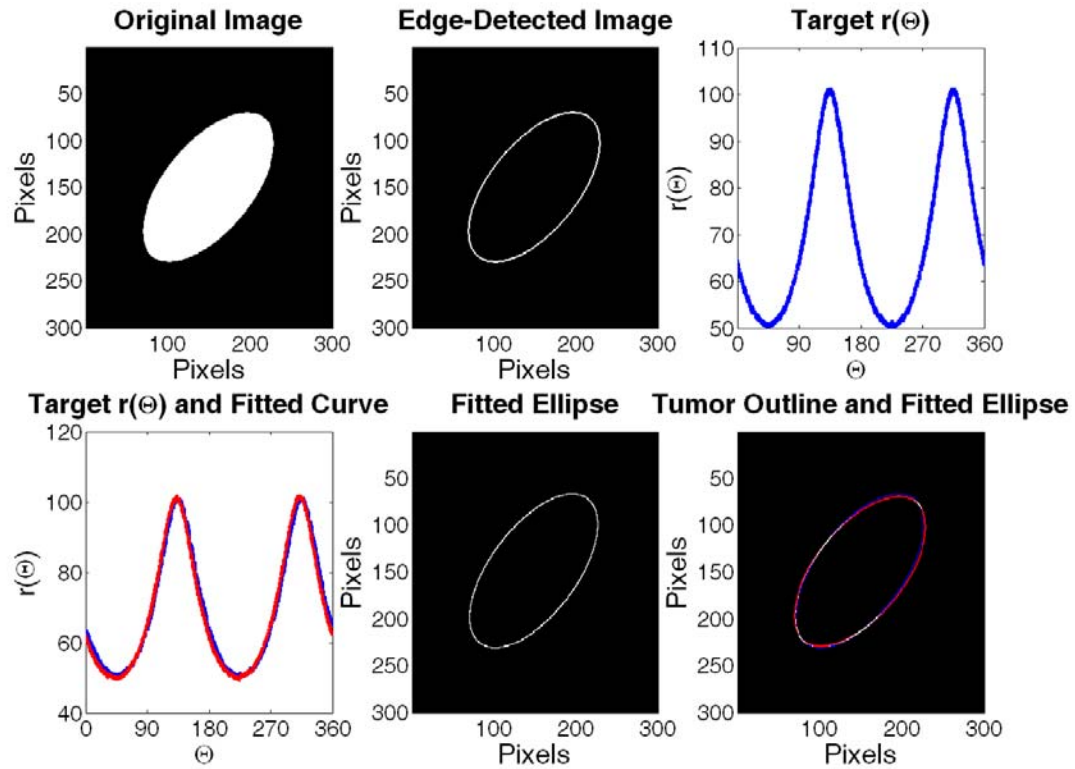 Original Image
Edge-Detected Image
Target r(Θ)
50
100
150
200
250
300
Pixels
100 200 300
Pixels
50
100
150
200
250
300
Pixels
100 200 300
Pixels
110
100
90
80
70
60
50
r(Θ)
0 90 180 270 360
Θ
Target r(Θ) and Fitted Curve
Fitted Ellipse
Tumor Outline and Fitted Ellipse
120
100
80
60
40
r(Θ)
0 90 180 270 360
Θ
50
100
150
200
250
300
Pixels
100 200 300
Pixels
50
100
150
200
250
300
Pixels
100 200 300
Pixels